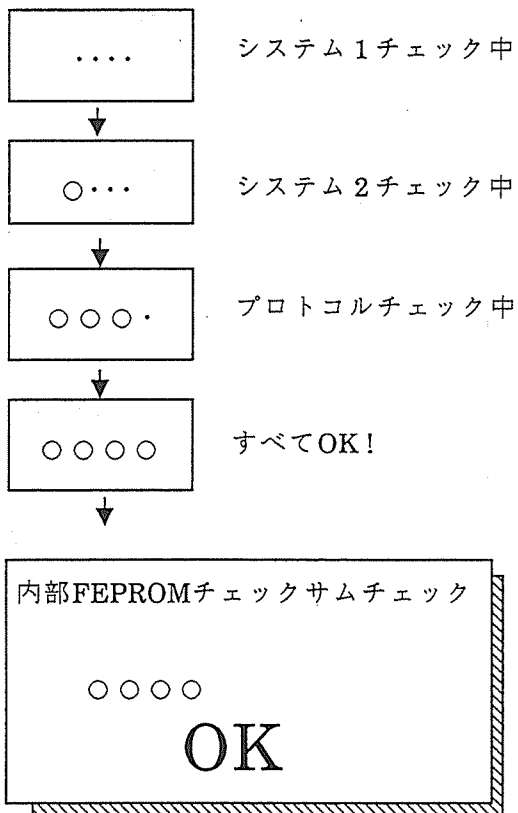 ････ システム1チェック中
○･･･ システム2チェック中
○○○･ プロトコルチェック中
○○○○ すべてOK!
内部FEPROMチェックサムチェック
○○○○
OK